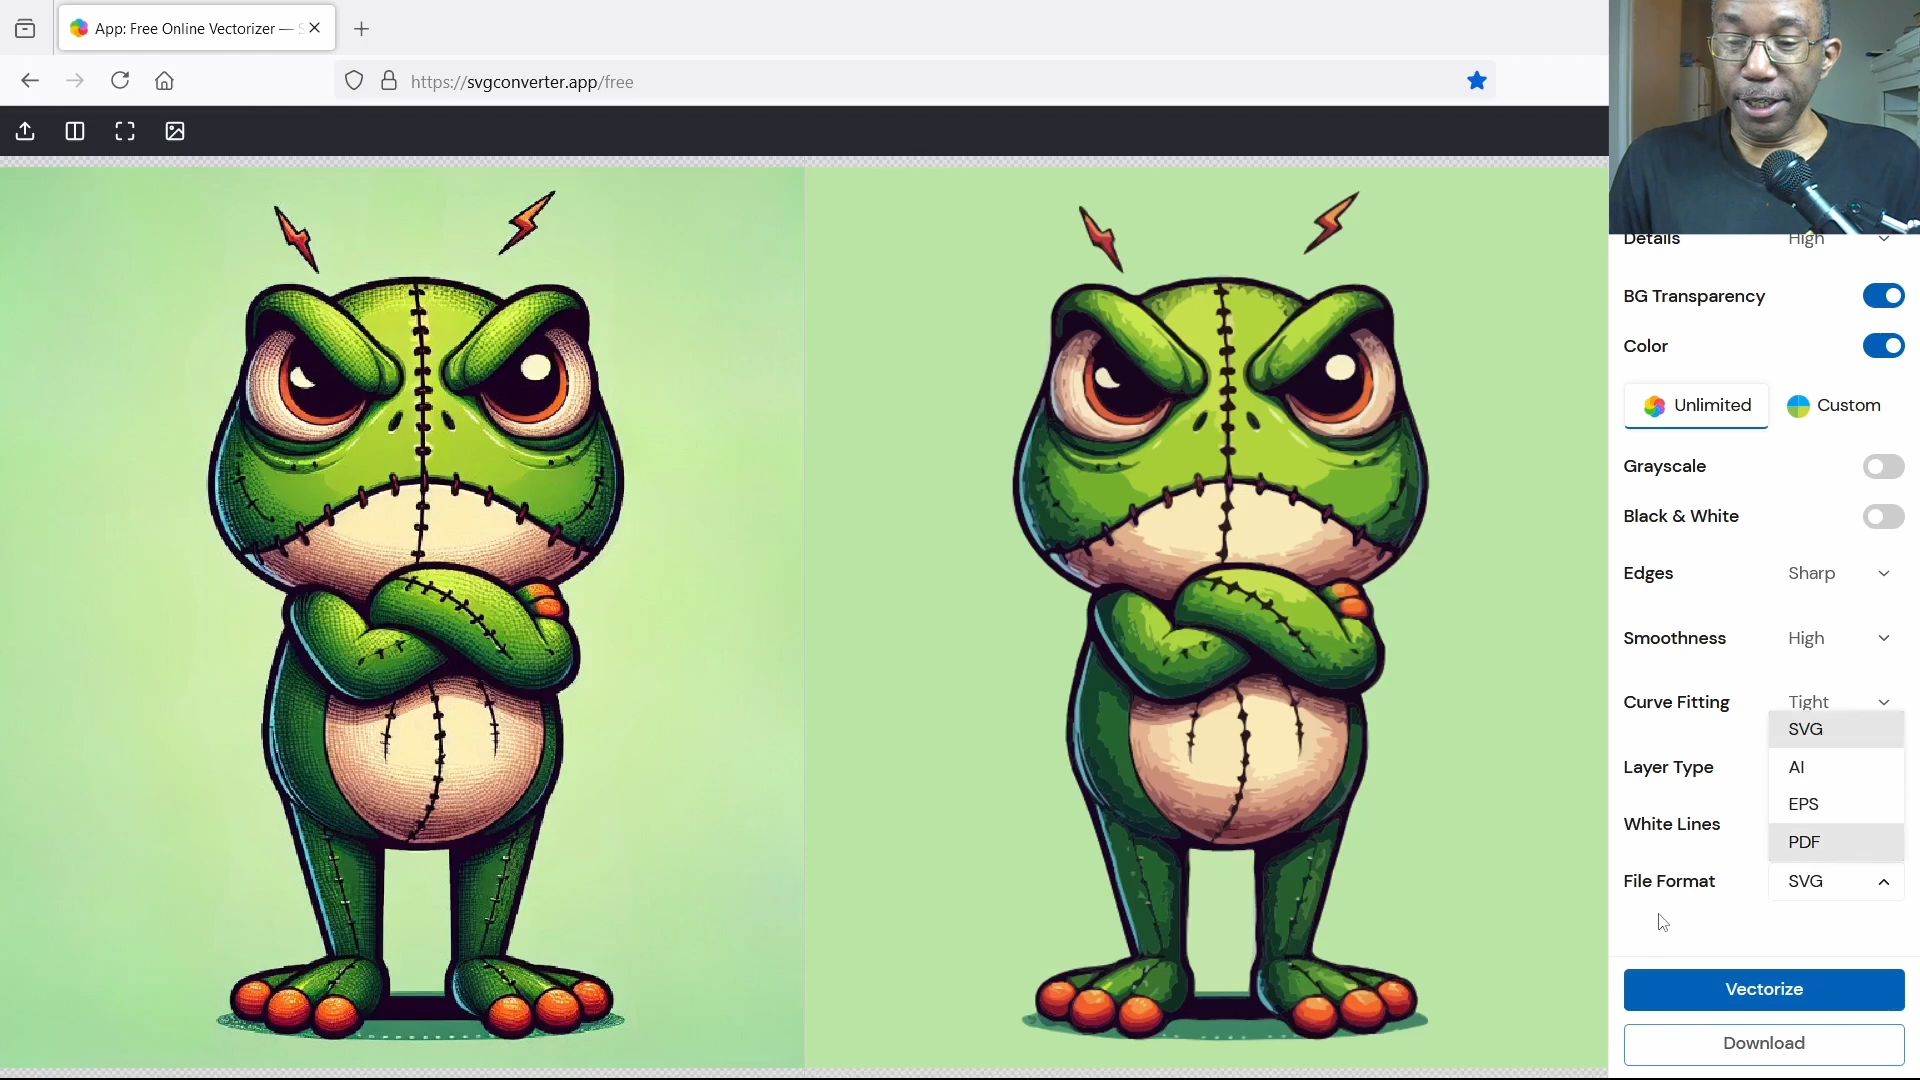 App: Free Online Vectorizer —
https://svgconverter.app/free
Details High
BG Transparency
Color
Unlimited Custom
Grayscale
Black & White
Edges Sharp
Smoothness High
Curve Fitting Tight
SVG
Layer Type
AI
EPS
White Lines
PDF
File Format SVG
Vectorize
Download